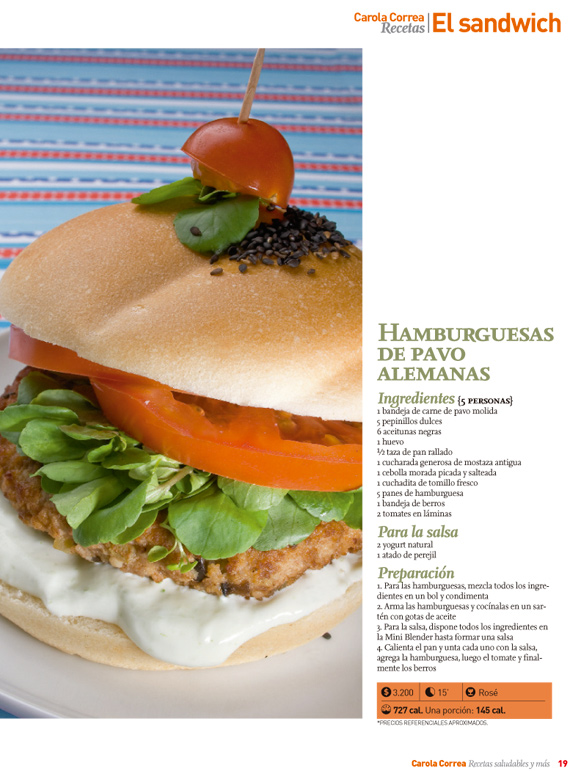 Carola Correa
Recetas
El sandwich
HAMBURGUESAS
DE PAVO
ALEMANAS
Ingredientes {5 PERSONAS}
1 bandeja de carne de pavo molida
5 pepinillos dulces
6 aceitunas negras
1 huevo
½ taza de pan rallado
1 cucharada generosa de mostaza antigua
1 cebolla morada picada y salteada
1 cuchadita de tomillo fresco
5 panes de hamburguesa
1 bandeja de berros
2 tomates en láminas
Para la salsa
2 yogurt natural
1 atado de perejil
Preparación
1. Para las hamburguesas, mezcla todos los ingre-
dientes en un bol y condimenta
2. Arma las hamburguesas y cocínalas en un sar-
tén con gotas de aceite
3. Para la salsa, dispone todos los ingredientes en
la Mini Blender hasta formar una salsa
4. Calienta el pan y unta cada uno con la salsa,
agrega la hamburguesa, luego el tomate y final-
mente los berros
$ 3.200 15´ Rosé
727 cal. Una porción: 145 cal.
*PRECIOS REFERENCIALES APROXIMADOS.
Carola Correa Recetas saludables y más 19